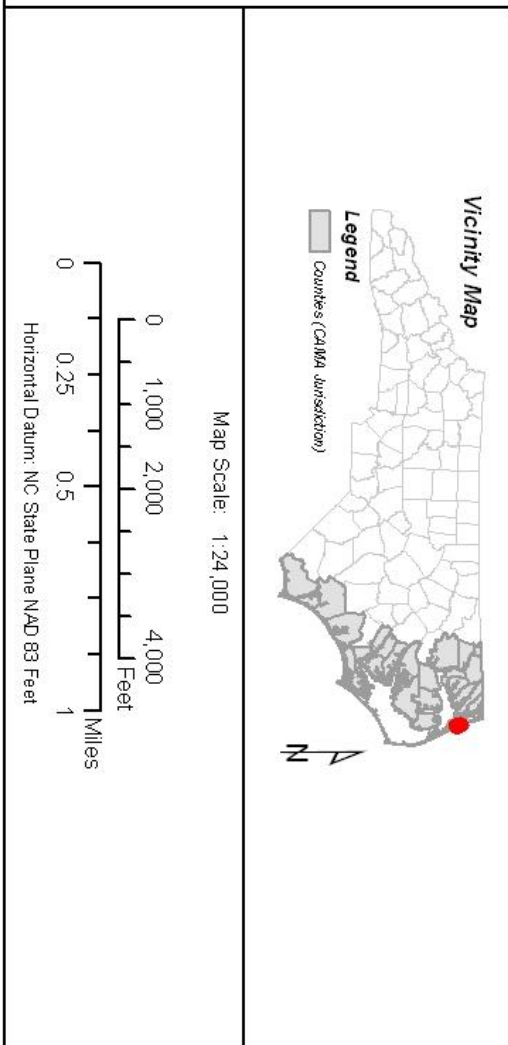 Vicinity Map
Legend
Counties (CAMA Jurisdiction)
N
Map Scale: 1:24,000
0 1,000 2,000 4,000
Feet
0 0.25 0.5 1
Miles
Horizontal Datum: NC State Plane NAD 83 Feet